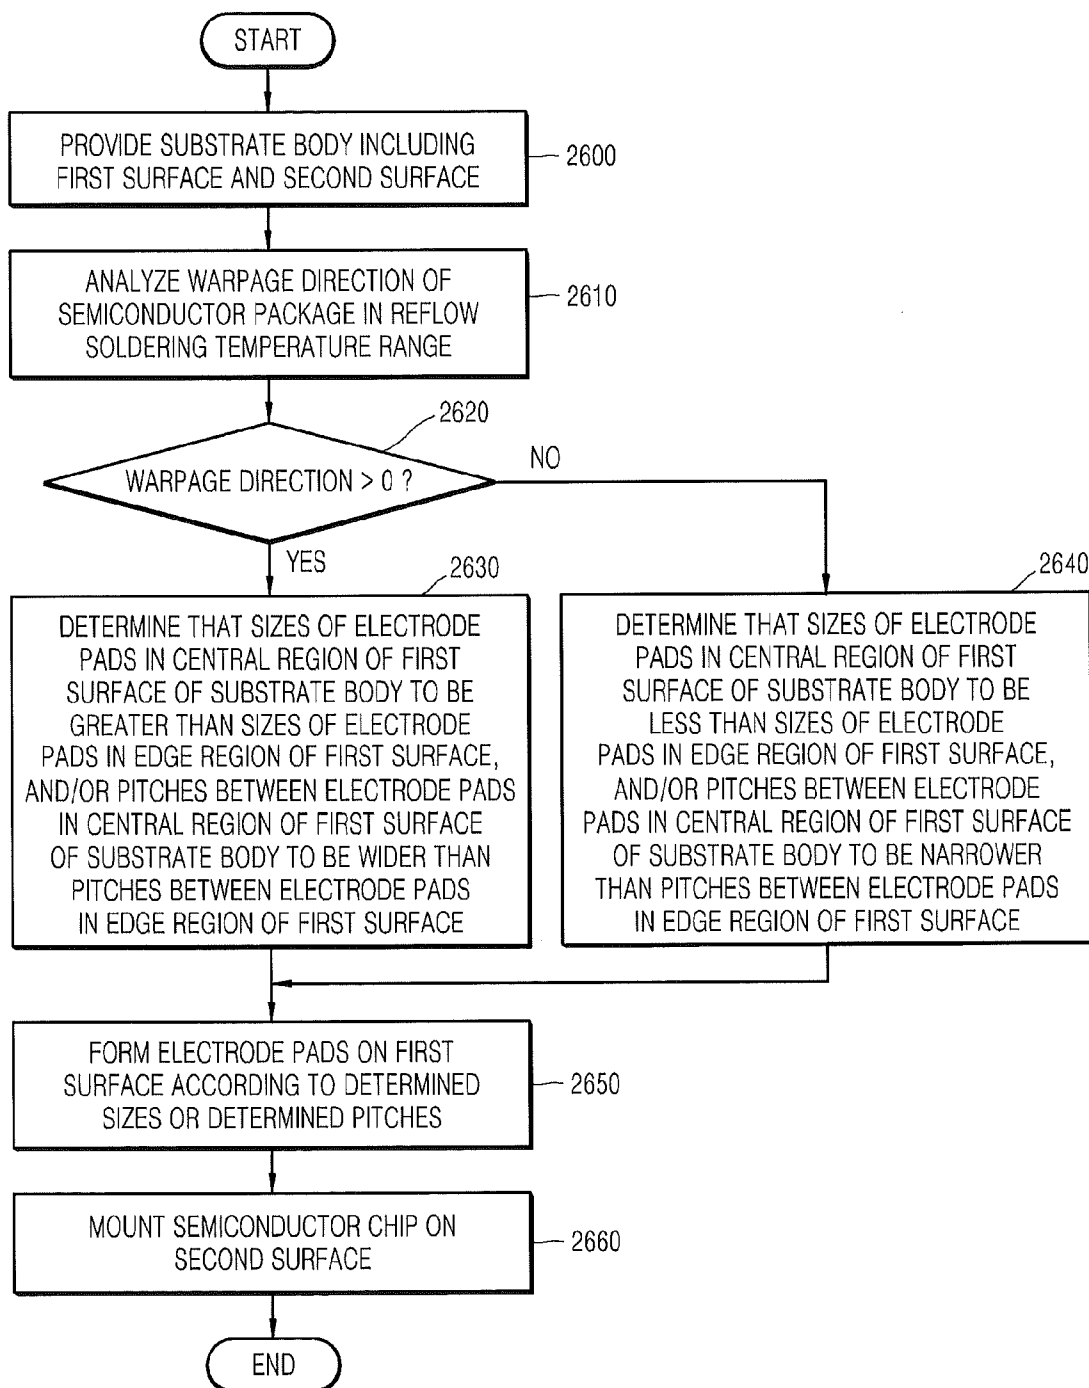 START
PROVIDE SUBSTRATE BODY INCLUDING
FIRST SURFACE AND SECOND SURFACE
2600
ANALYZE WARPAGE DIRECTION OF
SEMICONDUCTOR PACKAGE IN REFLOW
SOLDERING TEMPERATURE RANGE
2610
2620
WARPAGE DIRECTION > 0 ?
NO
YES
2630
DETERMINE THAT SIZES OF ELECTRODE
PADS IN CENTRAL REGION OF FIRST
SURFACE OF SUBSTRATE BODY TO BE
GREATER THAN SIZES OF ELECTRODE
PADS IN EDGE REGION OF FIRST SURFACE,
AND/OR PITCHES BETWEEN ELECTRODE PADS
IN CENTRAL REGION OF FIRST SURFACE
OF SUBSTRATE BODY TO BE WIDER THAN
PITCHES BETWEEN ELECTRODE PADS
IN EDGE REGION OF FIRST SURFACE
2640
DETERMINE THAT SIZES OF ELECTRODE
PADS IN CENTRAL REGION OF FIRST
SURFACE OF SUBSTRATE BODY TO BE
LESS THAN SIZES OF ELECTRODE
PADS IN EDGE REGION OF FIRST SURFACE,
AND/OR PITCHES BETWEEN ELECTRODE
PADS IN CENTRAL REGION OF FIRST SURFACE
OF SUBSTRATE BODY TO BE NARROWER
THAN PITCHES BETWEEN ELECTRODE PADS
IN EDGE REGION OF FIRST SURFACE
FORM ELECTRODE PADS ON FIRST
SURFACE ACCORDING TO DETERMINED
SIZES OR DETERMINED PITCHES
2650
MOUNT SEMICONDUCTOR CHIP ON
SECOND SURFACE
2660
END